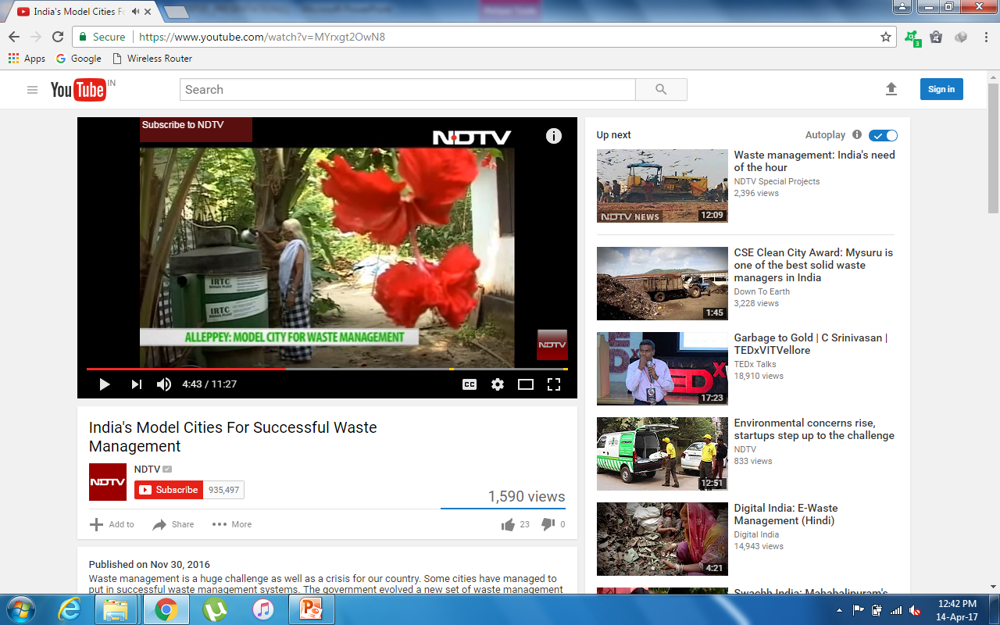 India's Model Cities Fo
Secure
https://www.youtube.com/watch?v=MYrxgt2OwN8
3
Apps
Google
Wireless Router
YouTube IN
Search
Sign in
Subscribe to NDTV
NDTV
i
IRTC
BIOGAS PLANT
IRTC
ALLEPPEY: MODEL CITY FOR WASTE MANAGEMENT
NDTV
4:43 / 11:27
CC
India's Model Cities For Successful Waste
Management
NDTV
NDTV
Subscribe 935,497
1,590 views
Add to
Share
More
23
0
Published on Nov 30, 2016
Waste management is a huge challenge as well as a crisis for our country. Some cities have managed to
put in successful waste management systems. The government evolved a new set of waste management
Up next
Autoplay
Waste management: India's need
of the hour
NDTV Special Projects
2,396 views
NDTV NEWS
12:09
CSE Clean City Award: Mysuru is
one of the best solid waste
managers in India
Down To Earth
3,228 views
1:45
Garbage to Gold | C Srinivasan |
TEDxVITVellore
TEDx Talks
18,910 views
17:23
Environmental concerns rise,
startups step up to the challenge
NDTV
833 views
12:51
Digital India: E-Waste
Management (Hindi)
Digital India
14,943 views
4:21
Swachh India: Mahabalipuram's
12:42 PM
14-Apr-17